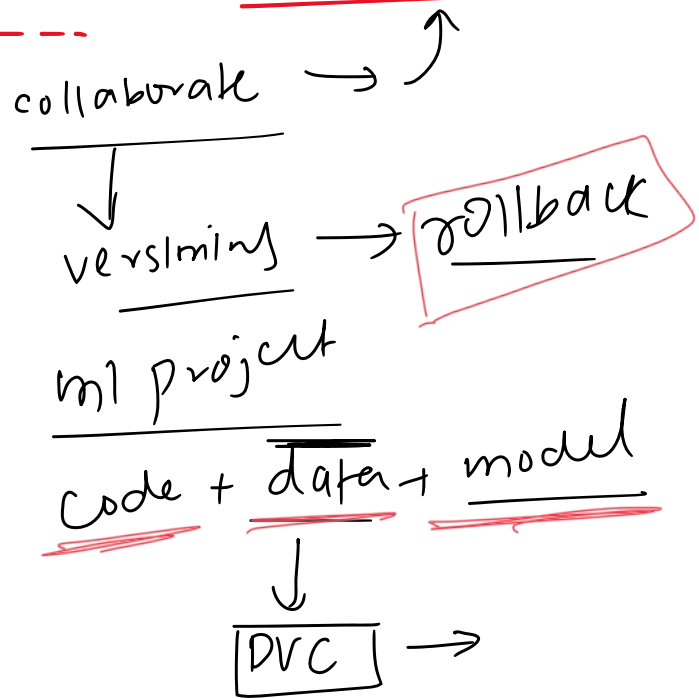 collaborate →
versioning → rollback
ml project
code + data + model
DVC →